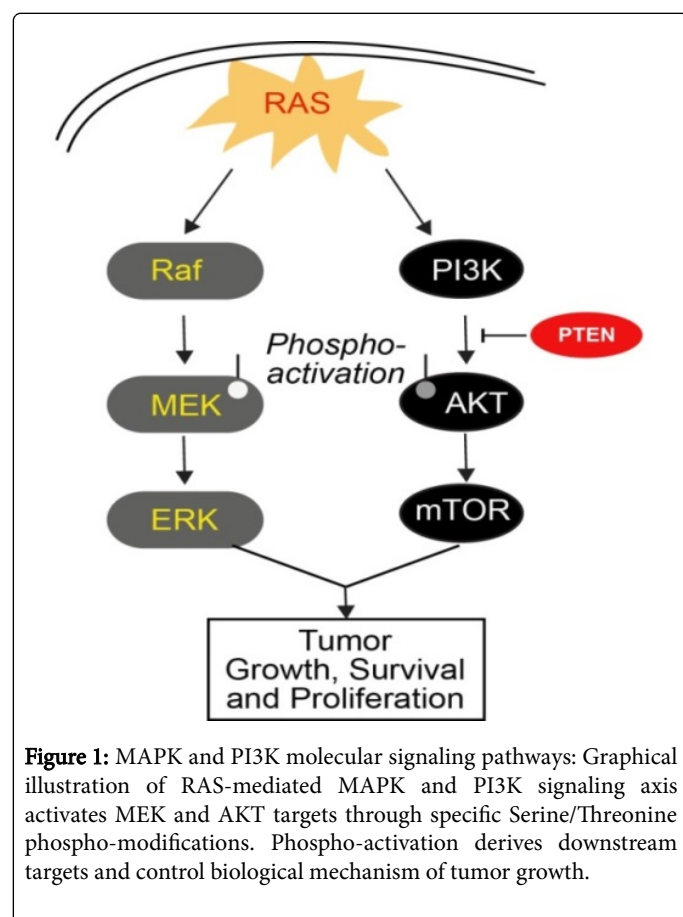 RAS
Raf
PI3K
PTEN
Phospho-
activation
MEK
AKT
ERK
mTOR
Tumor
Growth, Survival
and Proliferation
Figure 1: MAPK and PI3K molecular signaling pathways: Graphical
illustration of RAS-mediated MAPK and PI3K signaling axis
activates MEK and AKT targets through specific Serine/Threonine
phospho-modifications. Phospho-activation derives downstream
targets and control biological mechanism of tumor growth.